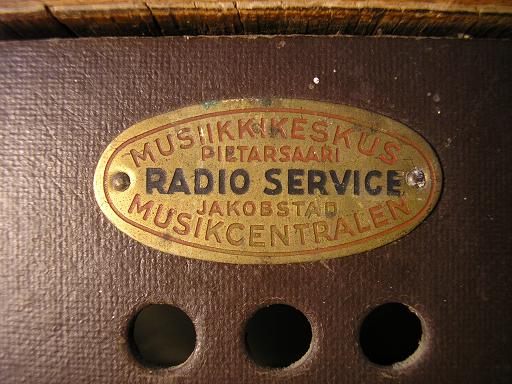 MUSIIKKIKESKUS
PIETARSAARI
RADIO SERVICE
JAKOBSTAD
MUSIKCENTRALEN